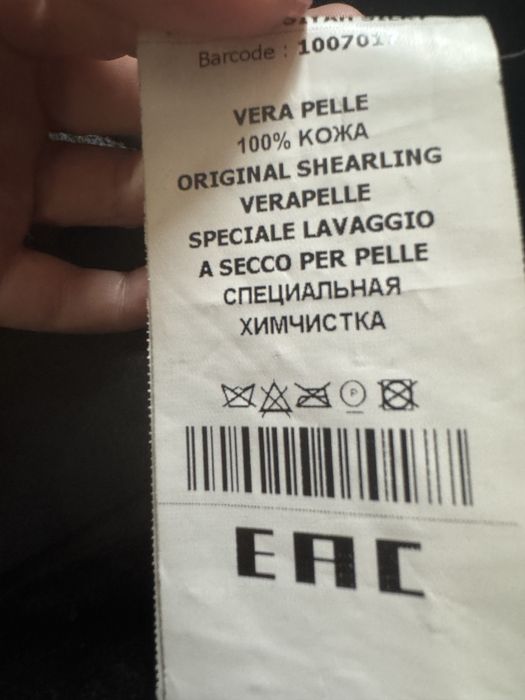 Barcode : 100701
VERA PELLE
100% КОЖА
ORIGINAL SHEARLING
VERAPELLE
SPECIALE LAVAGGIO
A SECCO PER PELLE
СПЕЦИАЛЬНАЯ
ХИМЧИСТКА
P
EAC